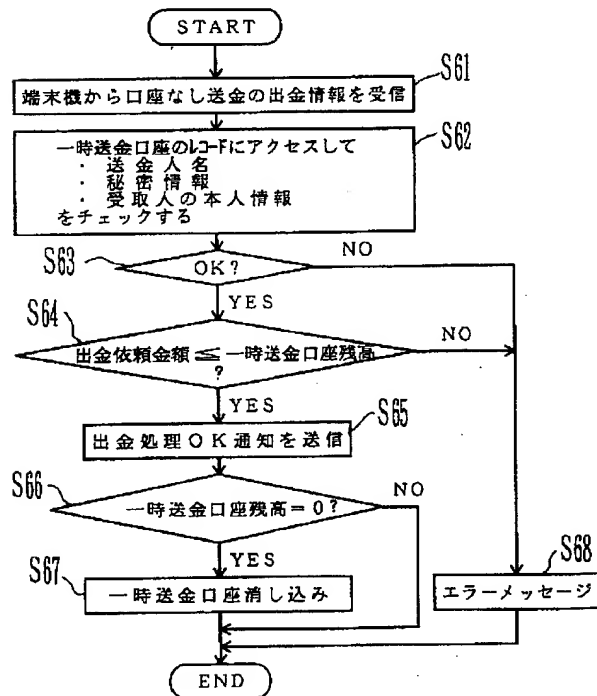 START
S61
端末機から口座なし送金の出金情報を受信
S62
一時送金口座のレコードにアクセスして
・ 送金人名
・ 秘密情報
・ 受取人の本人情報
をチェックする
S63
OK?
NO
YES
S64
出金依頼金額≦一時送金口座残高
?
NO
YES
S65
出金処理OK通知を送信
S66
一時送金口座残高=0?
NO
YES
S67
一時送金口座消し込み
S68
エラーメッセージ
END